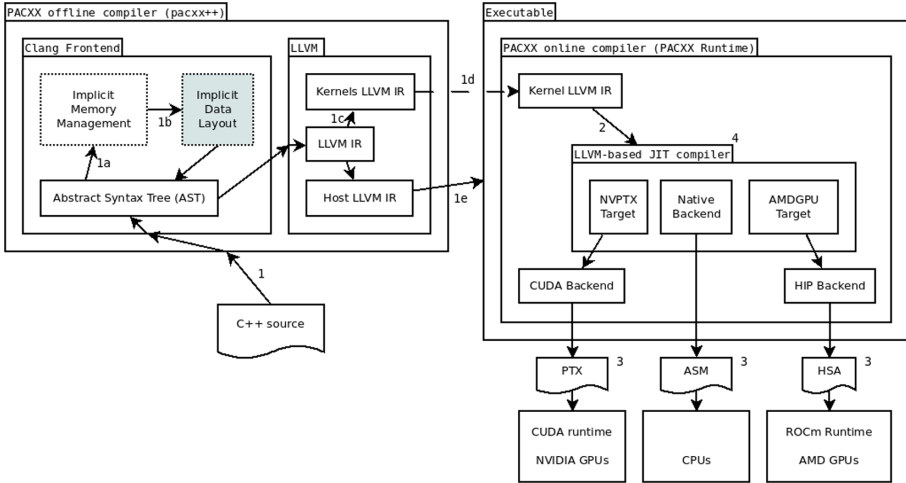 PACXX offline compiler (pacxx++)
Clang Frontend
Implicit
Memory
Management
1b
Implicit
Data
Layout
1a
Abstract Syntax Tree (AST)
LLVM
Kernels LLVM IR
1c
LLVM IR
Host LLVM IR
1d
1e
1
C++ source
Executable
PACXX online compiler (PACXX Runtime)
Kernel LLVM IR
2
4
LLVM-based JIT compiler
NVPTX
Target
Native
Backend
AMDGPU
Target
CUDA Backend
HIP Backend
PTX
3
ASM
3
HSA
3
CUDA runtime
NVIDIA GPUs
CPUs
ROCm Runtime
AMD GPUs